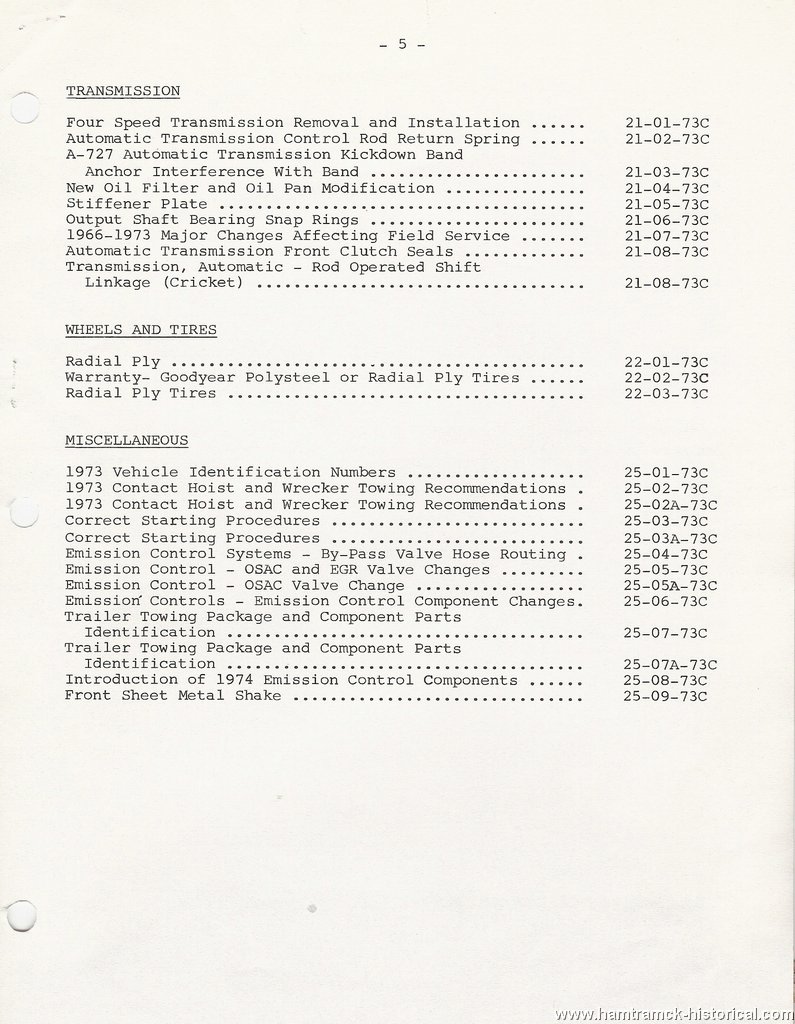 - 5 -
TRANSMISSION
Four Speed Transmission Removal and Installation ...... 21-01-73C
Automatic Transmission Control Rod Return Spring ...... 21-02-73C
A-727 Automatic Transmission Kickdown Band
Anchor Interference With Band ....................... 21-03-73C
New Oil Filter and Oil Pan Modification ............... 21-04-73C
Stiffener Plate ....................................... 21-05-73C
Output Shaft Bearing Snap Rings ....................... 21-06-73C
1966-1973 Major Changes Affecting Field Service ....... 21-07-73C
Automatic Transmission Front Clutch Seals ............. 21-08-73C
Transmission, Automatic - Rod Operated Shift
Linkage (Cricket) ................................... 21-08-73C
WHEELS AND TIRES
Radial Ply ............................................ 22-01-73C
Warranty- Goodyear Polysteel or Radial Ply Tires ...... 22-02-73C
Radial Ply Tires ...................................... 22-03-73C
MISCELLANEOUS
1973 Vehicle Identification Numbers ................... 25-01-73C
1973 Contact Hoist and Wrecker Towing Recommendations . 25-02-73C
1973 Contact Hoist and Wrecker Towing Recommendations . 25-02A-73C
Correct Starting Procedures ........................... 25-03-73C
Correct Starting Procedures ........................... 25-03A-73C
Emission Control Systems - By-Pass Valve Hose Routing . 25-04-73C
Emission Control - OSAC and EGR Valve Changes ......... 25-05-73C
Emission Control - OSAC Valve Change .................. 25-05A-73C
Emission Controls - Emission Control Component Changes. 25-06-73C
Trailer Towing Package and Component Parts
Identification ...................................... 25-07-73C
Trailer Towing Package and Component Parts
Identification ...................................... 25-07A-73C
Introduction of 1974 Emission Control Components ...... 25-08-73C
Front Sheet Metal Shake ............................... 25-09-73C
www.hamtramck-historical.com